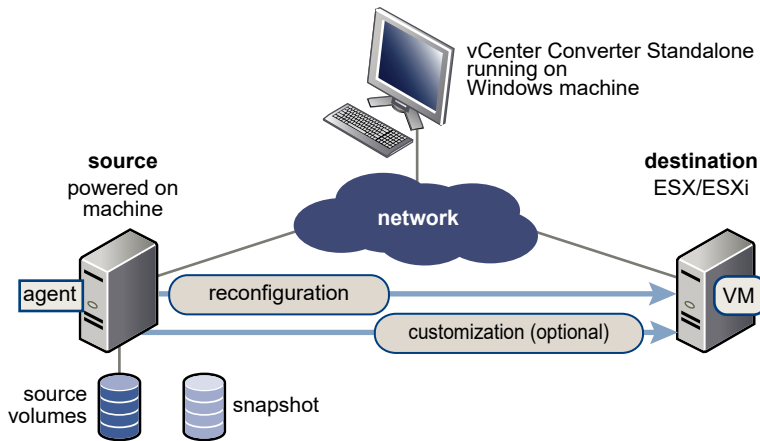 vCenter Converter Standalone
running on
Windows machine
source
powered on
machine
destination
ESX/ESXi
network
agent
reconfiguration
VM
customization (optional)
source
volumes
snapshot